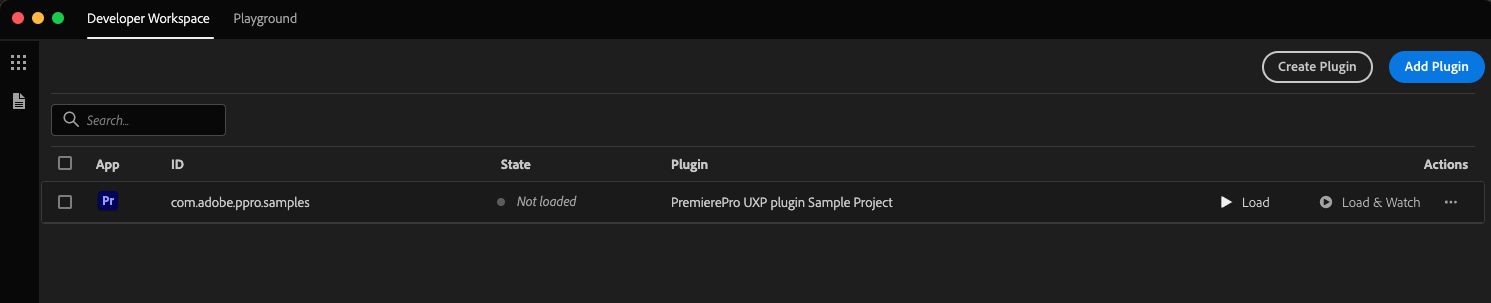 Developer Workspace Playground
Create Plugin Add Plugin
Search...
App ID State Plugin Actions
Pr com.adobe.ppro.samples Not loaded PremierePro UXP plugin Sample Project Load Load & Watch